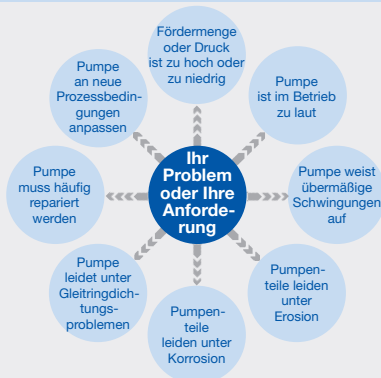 Fördermenge
oder Druck
ist zu hoch oder
zu niedrig
Pumpe
ist im Betrieb
zu laut
Pumpe weist
übermäßige
Schwingungen
auf
Pumpen-
teile leiden
unter
Erosion
Pumpen-
teile
leiden unter
Korrosion
Pumpe
leidet unter
Gleitringdich-
tungs-
problemen
Pumpe
muss häufig
repariert
werden
Pumpe
an neue
Prozessbedin-
gungen
anpassen
Ihr
Problem
oder Ihre
Anforde-
rung